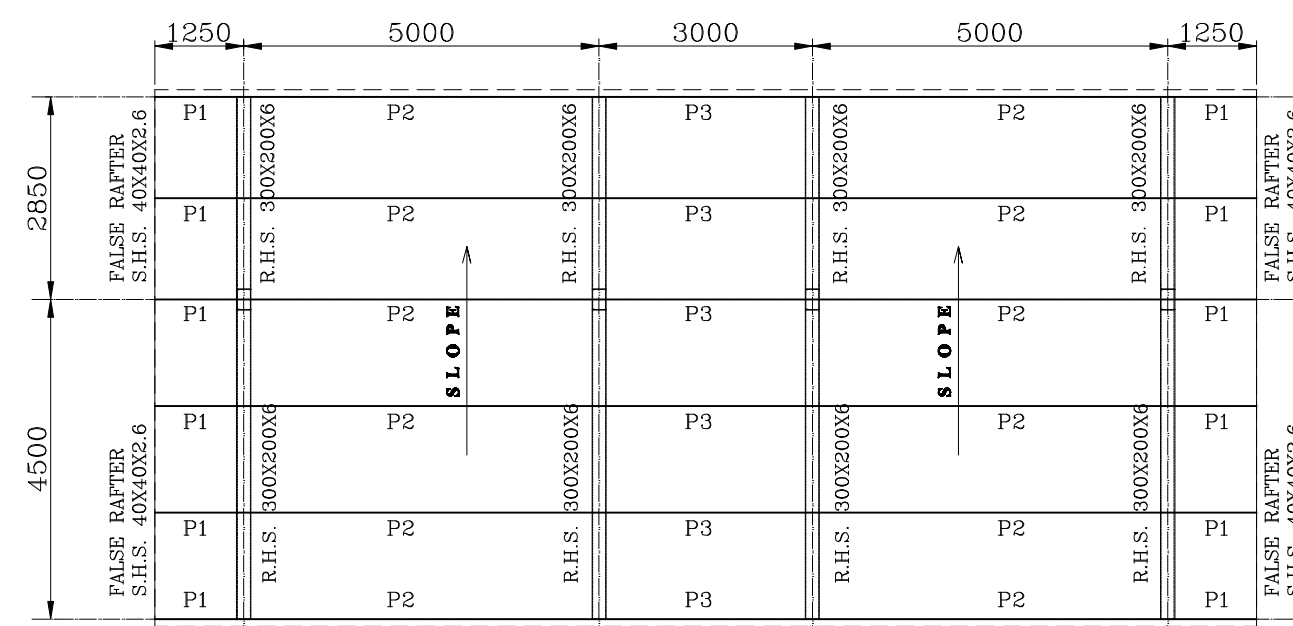 1250 5000 3000 5000 1250
P1 P2 P3 P2 P1
FALSE RAFTER
S.H.S. 40X40X2.6
R.H.S. 300X200X6
R.H.S. 300X200X6
R.H.S. 300X200X6
R.H.S. 300X200X6
FALSE RAFTER
S.H.S. 40X40X2.6
2850
P1 P2 P3 P2 P1
P1 P2 P3 P2 P1
SLOPE
SLOPE
P1 P2 P3 P2 P1
4500
FALSE RAFTER
S.H.S. 40X40X2.6
R.H.S. 300X200X6
R.H.S. 300X200X6
R.H.S. 300X200X6
R.H.S. 300X200X6
FALSE RAFTER
S.H.S. 40X40X2.6
P1 P2 P3 P2 P1
P1 P2 P3 P2 P1